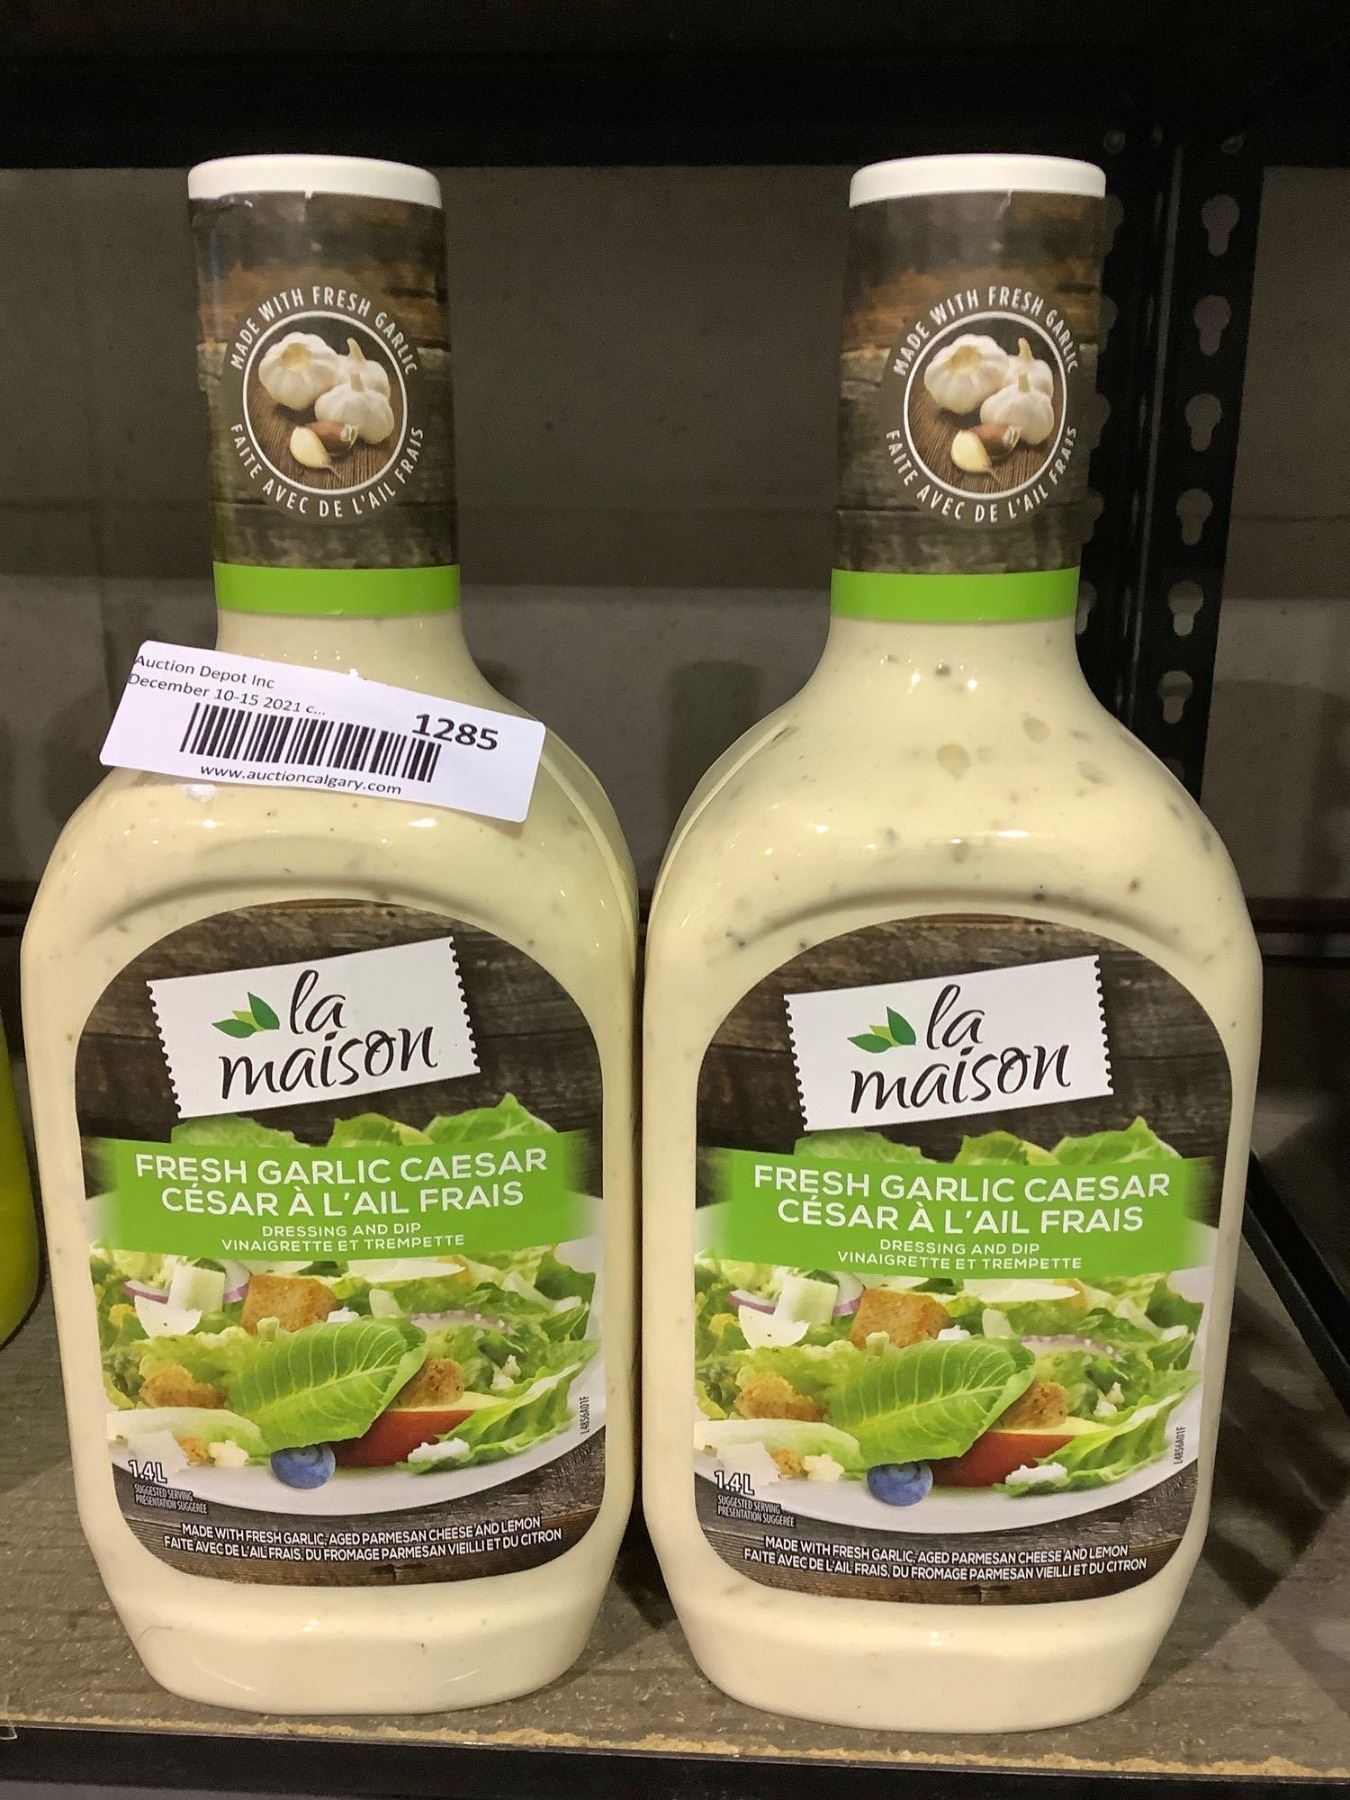 MADE WITH FRESH GARLIC
FAITE AVEC DE L'AIL FRAIS
Auction Depot Inc
December 10-15 2021 c...
1285
www.auctioncalgary.com
la
maison
FRESH GARLIC CAESAR
CÉSAR À L'AIL FRAIS
DRESSING AND DIP
VINAIGRETTE ET TREMPETTE
1.4L
SUGGESTED SERVING
PRÉSENTATION SUGGÉRÉE
L4856A01F
MADE WITH FRESH GARLIC, AGED PARMESAN CHEESE AND LEMON
FAITE AVEC DE L'AIL FRAIS, DU FROMAGE PARMESAN VIEILLI ET DU CITRON
MADE WITH FRESH GARLIC
FAITE AVEC DE L'AIL FRAIS
la
maison
FRESH GARLIC CAESAR
CÉSAR À L'AIL FRAIS
DRESSING AND DIP
VINAIGRETTE ET TREMPETTE
1.4L
SUGGESTED SERVING
PRÉSENTATION SUGGÉRÉE
L4856A01F
MADE WITH FRESH GARLIC, AGED PARMESAN CHEESE AND LEMON
FAITE AVEC DE L'AIL FRAIS, DU FROMAGE PARMESAN VIEILLI ET DU CITRON